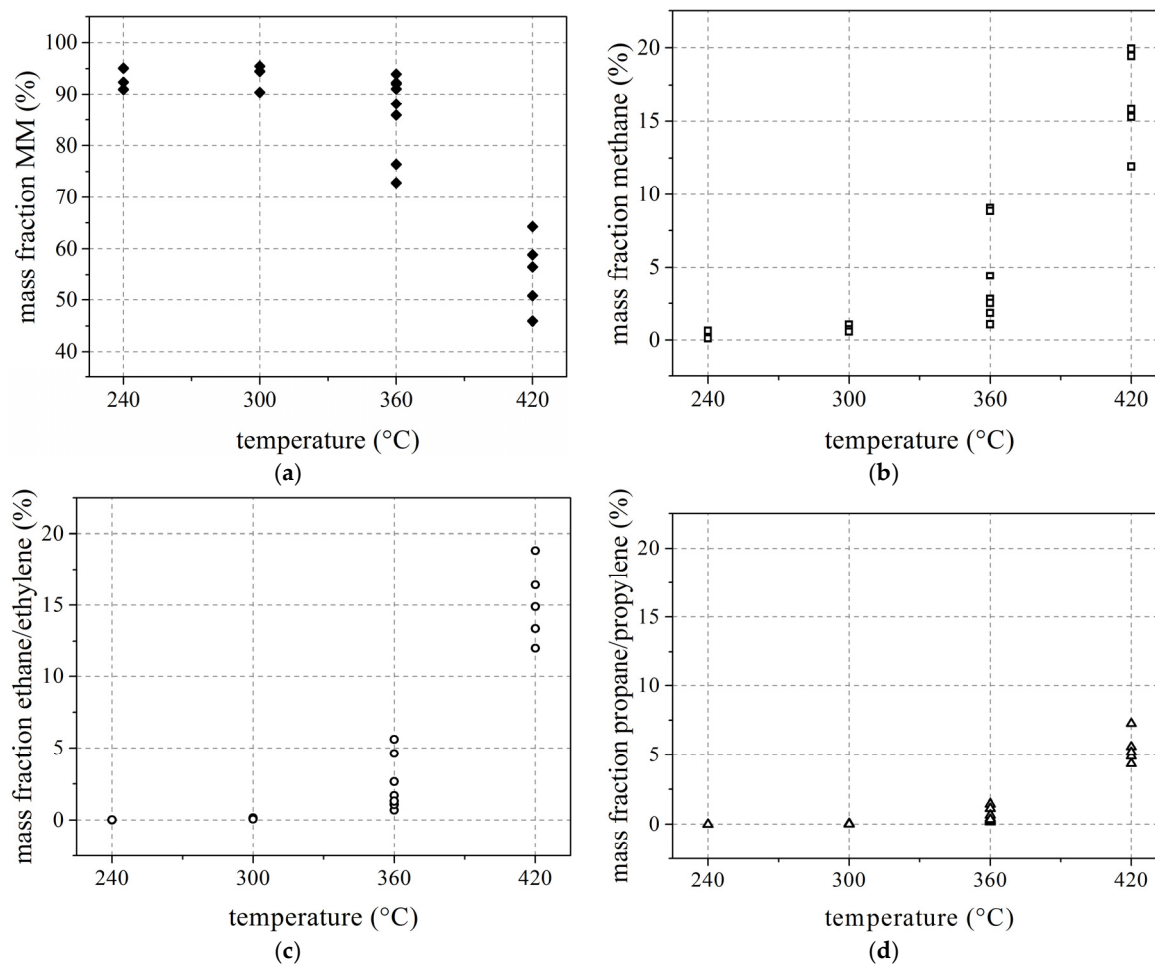 mass fraction MM (%)
100
90
80
70
60
50
40
240 300 360 420
temperature (°C)
(a)
mass fraction methane (%)
20
15
10
5
0
240 300 360 420
temperature (°C)
(b)
mass fraction ethane/ethylene (%)
20
15
10
5
0
240 300 360 420
temperature (°C)
(c)
mass fraction propane/propylene (%)
20
15
10
5
0
240 300 360 420
temperature (°C)
(d)